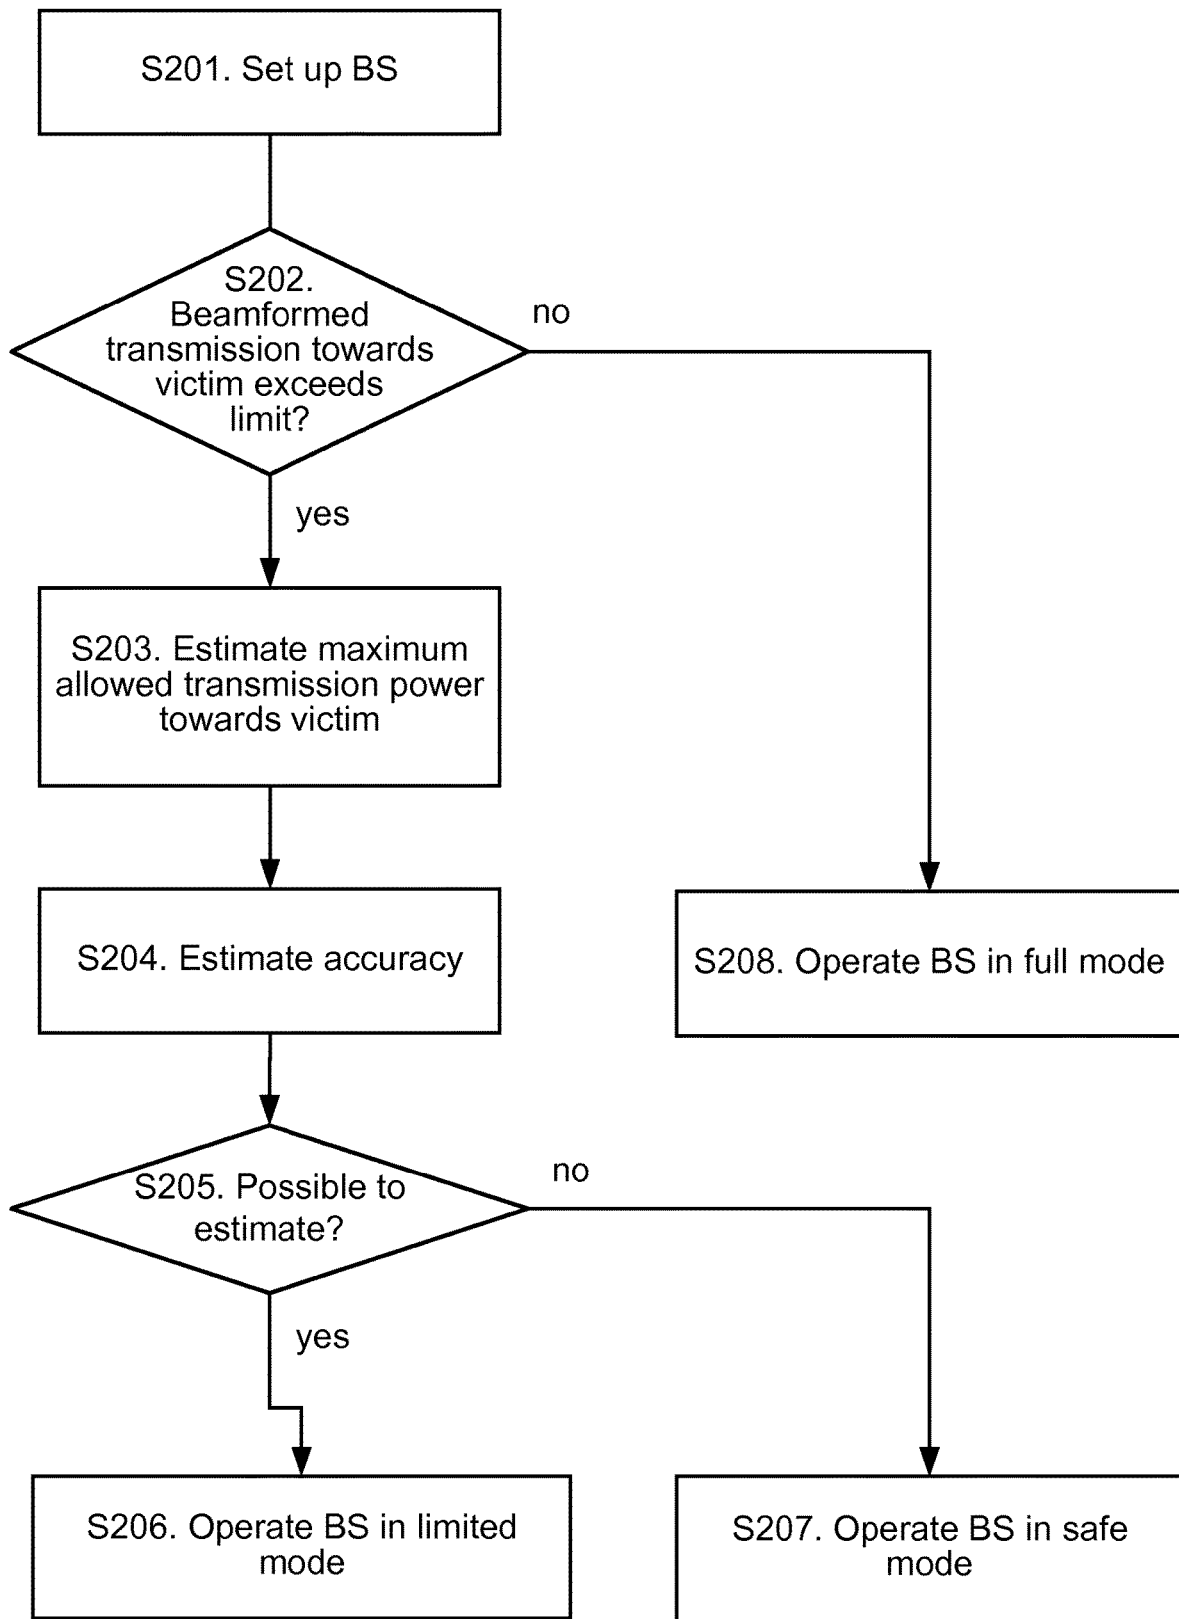 S201. Set up BS
S202.
Beamformed
transmission towards
victim exceeds
limit?
no
yes
S203. Estimate maximum
allowed transmission power
towards victim
S204. Estimate accuracy
S208. Operate BS in full mode
S205. Possible to
estimate?
no
yes
S206. Operate BS in limited
mode
S207. Operate BS in safe
mode